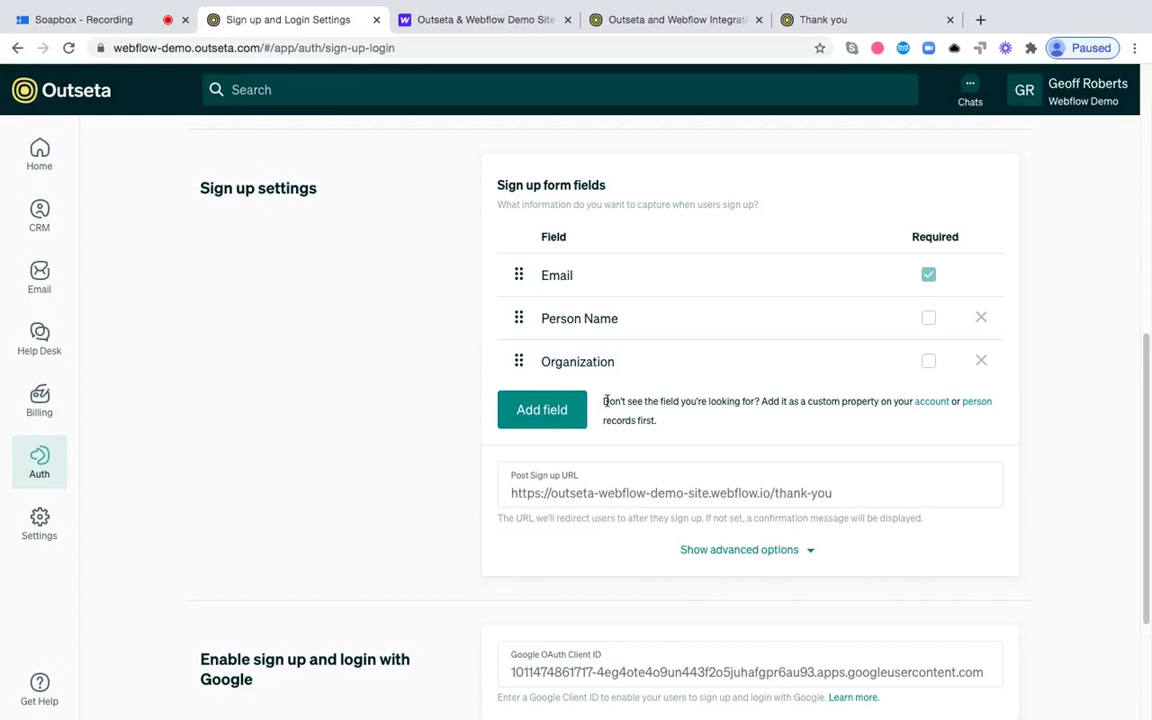 Soapbox - Recording
Sign up and Login Settings
Outseta & Webflow Demo Site
Outseta and Webflow Integrati
Thank you
webflow-demo.outseta.com/#/app/auth/sign-up-login
Paused
Outseta
Search
Chats
GR
Geoff Roberts
Webflow Demo
Home
CRM
Email
Help Desk
Billing
Auth
Settings
Get Help
Sign up settings
Sign up form fields
What information do you want to capture when users sign up?
Field
Required
Email
Person Name
Organization
Add field
Don't see the field you're looking for? Add it as a custom property on your account or person
records first.
Post Sign up URL
https://outseta-webflow-demo-site.webflow.io/thank-you
The URL we'll redirect users to after they sign up. If not set, a confirmation message will be displayed.
Show advanced options
Enable sign up and login with
Google
Google OAuth Client ID
1011474861717-4eg4ote4o9un443f2o5juhafgpr6au93.apps.googleusercontent.com
Enter a Google Client ID to enable your users to sign up and login with Google. Learn more.